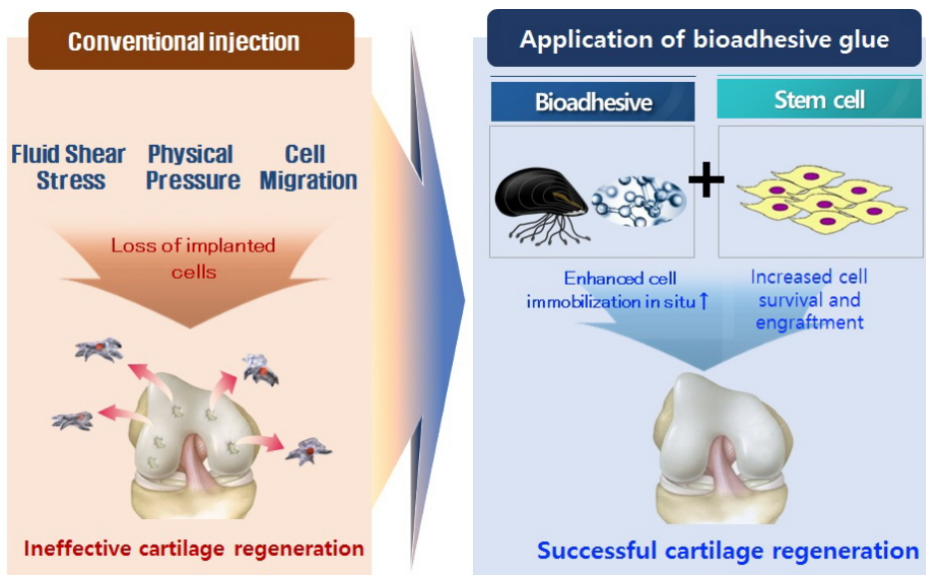 Conventional injection
Fluid Shear
Stress
Physical
Pressure
Cell
Migration
Loss of implanted
cells
Ineffective cartilage regeneration
Application of bioadhesive glue
Bioadhesive
Stem cell
+
Enhanced cell
immobilization in situ ↑
Increased cell
survival and
engraftment
Successful cartilage regeneration